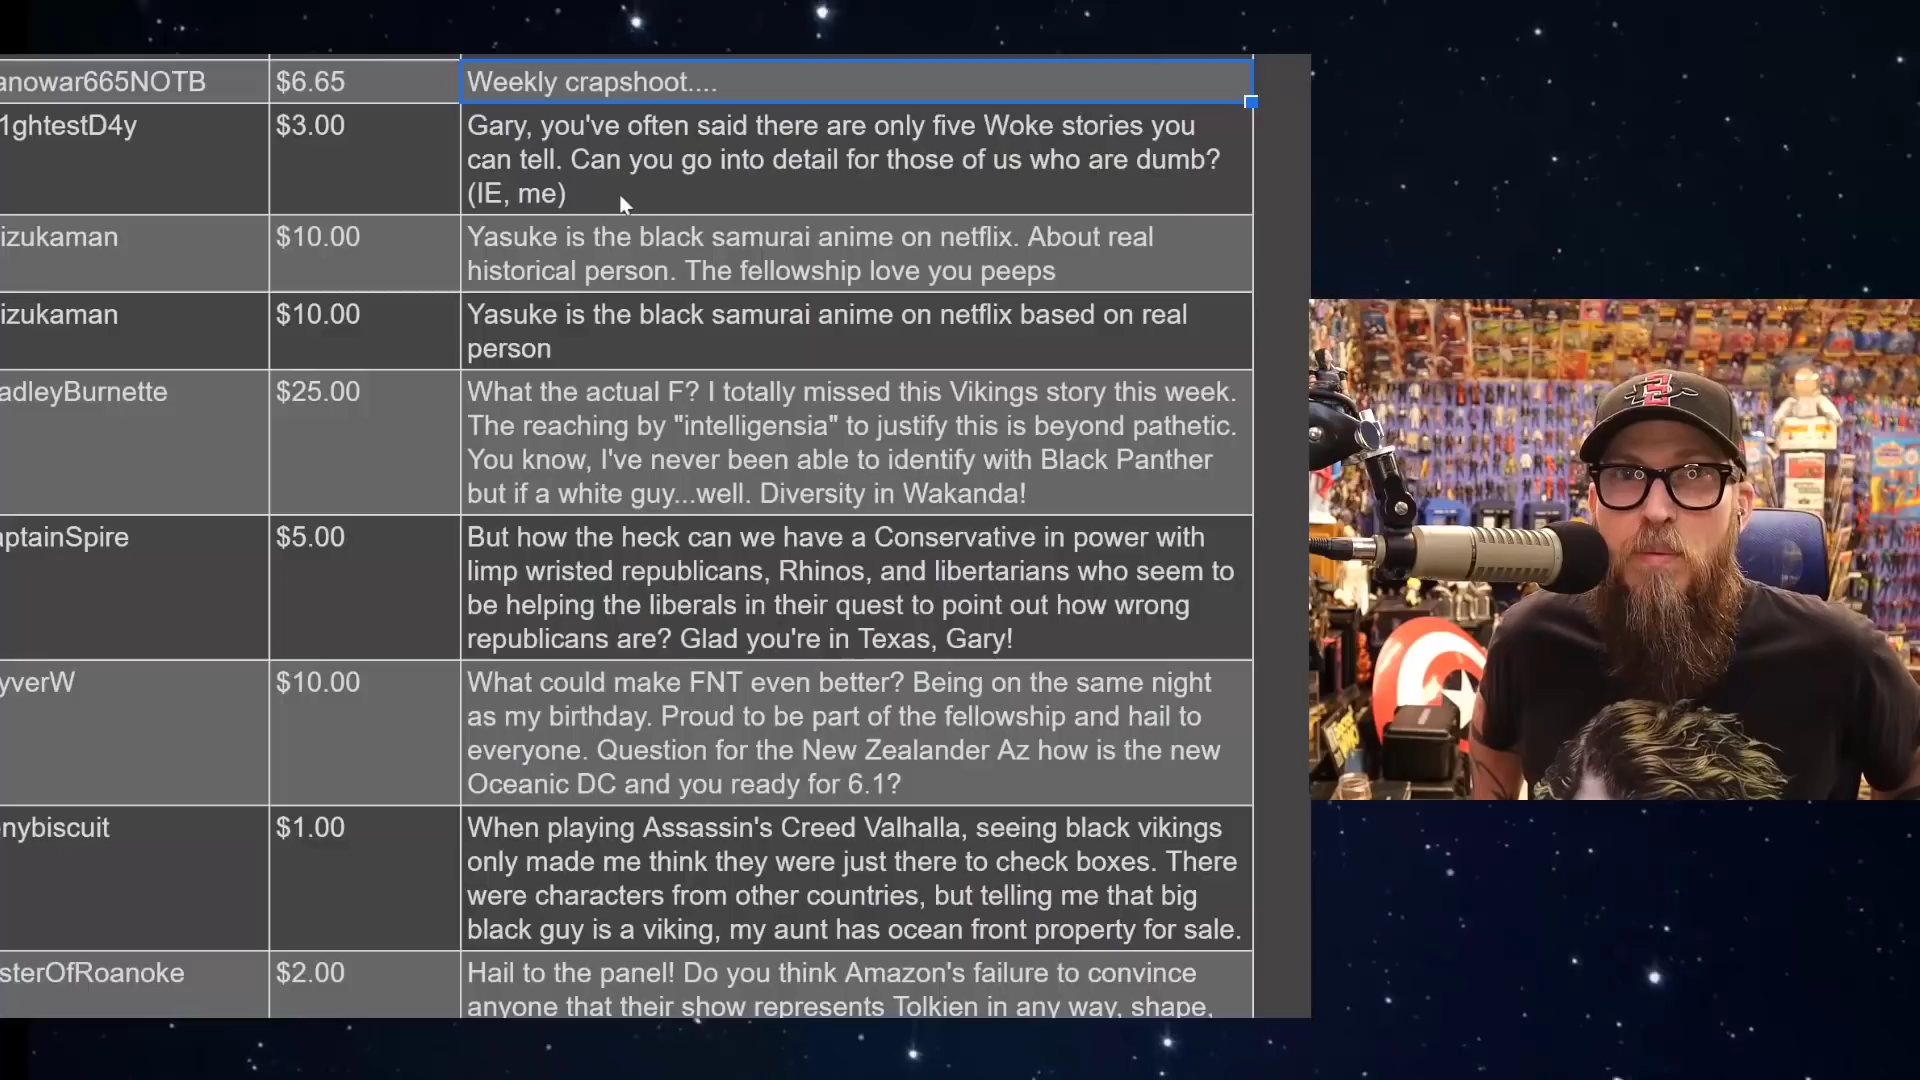 anowar665NOTB $6.65 Weekly crapshoot....
1ghtestD4y $3.00 Gary, you've often said there are only five Woke stories you
can tell. Can you go into detail for those of us who are dumb?
(IE, me)
izukaman $10.00 Yasuke is the black samurai anime on netflix. About real
historical person. The fellowship love you peeps
izukaman $10.00 Yasuke is the black samurai anime on netflix based on real
person
adleyBurnette $25.00 What the actual F? I totally missed this Vikings story this week.
The reaching by "intelligensia" to justify this is beyond pathetic.
You know, I've never been able to identify with Black Panther
but if a white guy...well. Diversity in Wakanda!
aptainSpire $5.00 But how the heck can we have a Conservative in power with
limp wristed republicans, Rhinos, and libertarians who seem to
be helping the liberals in their quest to point out how wrong
republicans are? Glad you're in Texas, Gary!
yverW $10.00 What could make FNT even better? Being on the same night
as my birthday. Proud to be part of the fellowship and hail to
everyone. Question for the New Zealander Az how is the new
Oceanic DC and you ready for 6.1?
nybiscuit $1.00 When playing Assassin's Creed Valhalla, seeing black vikings
only made me think they were just there to check boxes. There
were characters from other countries, but telling me that big
black guy is a viking, my aunt has ocean front property for sale.
sterOfRoanoke $2.00 Hail to the panel! Do you think Amazon's failure to convince
anyone that their show represents Tolkien in any way, shape,